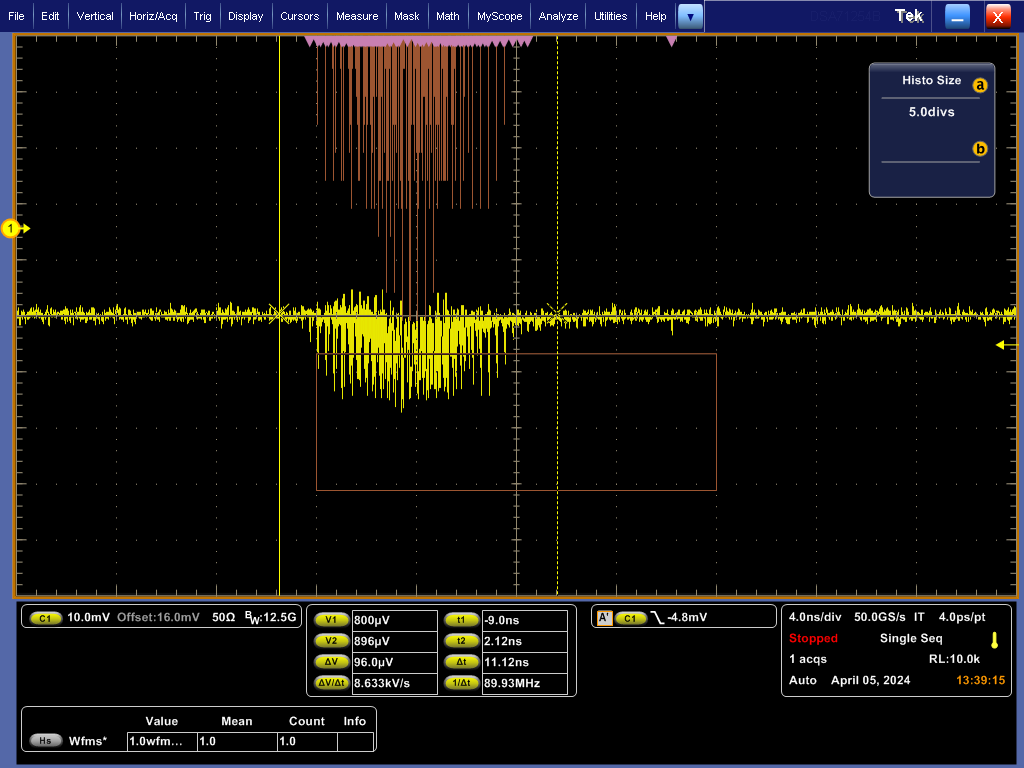 File Edit Vertical Horiz/Acq Trig Display Cursors Measure Mask Math MyScope Analyze Utilities Help Tek X
Histo Size a
5.0divs
b
1
C1 10.0mV Offset:16.0mV 50Ω BW:12.5G
V1 800µV t1 -9.0ns
V2 896µV t2 2.12ns
ΔV 96.0µV Δt 11.12ns
ΔV/Δt 8.633kV/s 1/Δt 89.93MHz
A' C1 -4.8mV
4.0ns/div 50.0GS/s IT 4.0ps/pt
Stopped Single Seq
1 acqs RL:10.0k
Auto April 05, 2024 13:39:15
Value Mean Count Info
Hs Wfms* 1.0wfm... 1.0 1.0